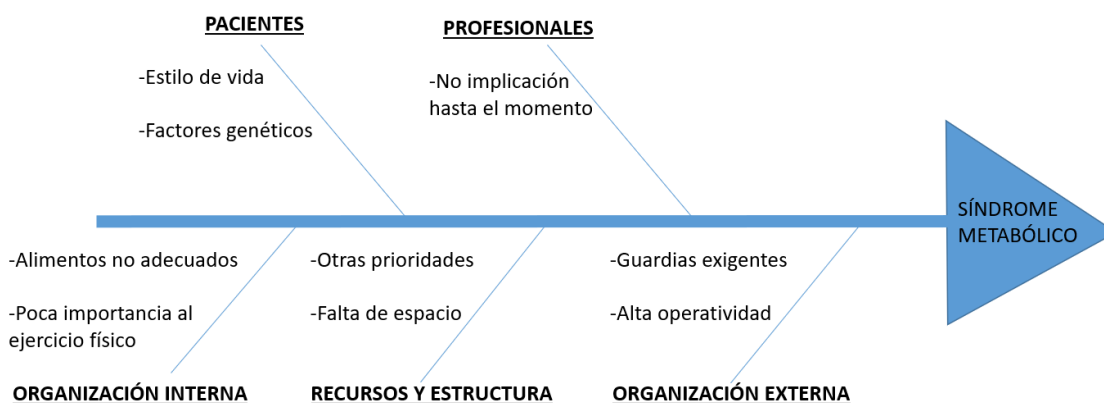 PACIENTES
-Estilo de vida
-Factores genéticos
PROFESIONALES
-No implicación
hasta el momento
SÍNDROME
METABÓLICO
-Alimentos no adecuados
-Poca importancia al
ejercicio físico
ORGANIZACIÓN INTERNA
-Otras prioridades
-Falta de espacio
RECURSOS Y ESTRUCTURA
-Guardias exigentes
-Alta operatividad
ORGANIZACIÓN EXTERNA